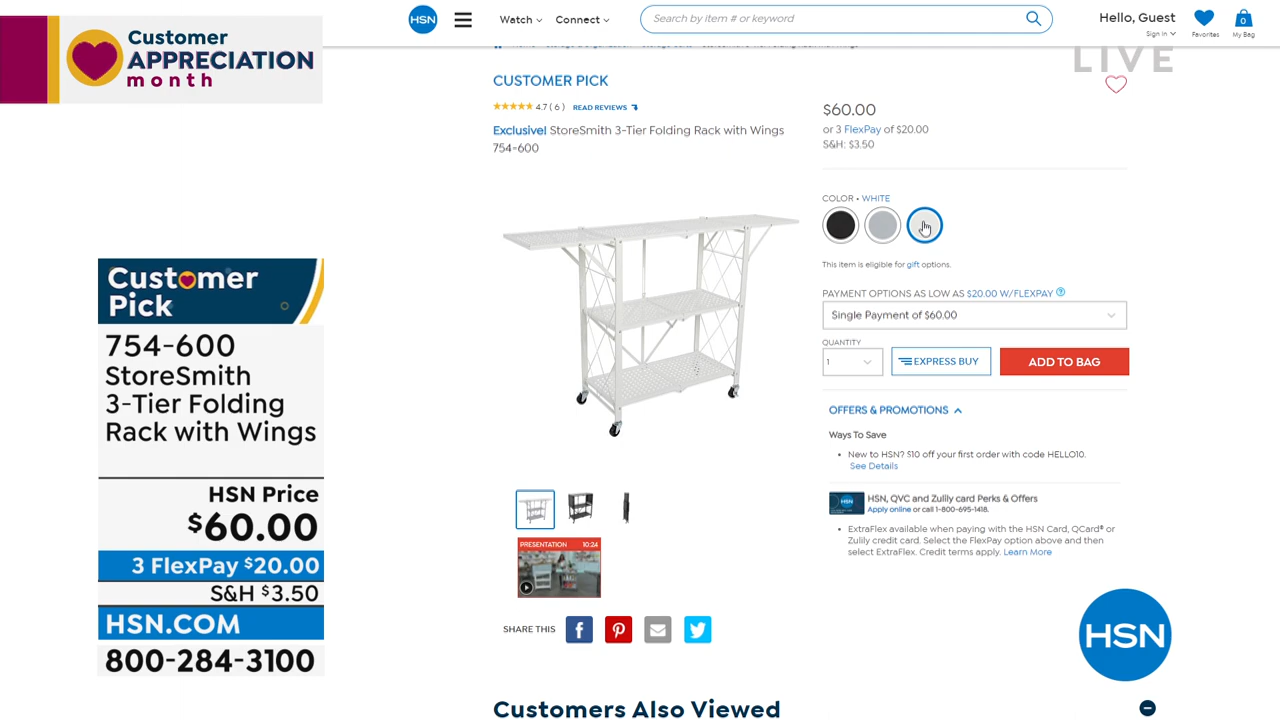 Customer
APPRECIATION
month
HSN
Watch
Connect
Search by item # or keyword
Hello, Guest
Sign In
Favorites
0
My Bag
LIVE
CUSTOMER PICK
4.7 ( 6 ) READ REVIEWS
Exclusive! StoreSmith 3-Tier Folding Rack with Wings
754-600
$60.00
or 3 FlexPay of $20.00
S&H: $3.50
COLOR • WHITE
This item is eligible for gift options.
PAYMENT OPTIONS AS LOW AS $20.00 W/FLEXPAY ?
Single Payment of $60.00
QUANTITY
1
EXPRESS BUY
ADD TO BAG
OFFERS & PROMOTIONS
Ways To Save
• New to HSN? $10 off your first order with code HELLO10.
See Details
HSN, QVC and Zulily card Perks & Offers
Apply online or call 1-800-695-1418.
• ExtraFlex available when paying with the HSN Card, QCard® or
Zulily credit card. Select the FlexPay option above and then
select ExtraFlex. Credit terms apply. Learn More
PRESENTATION 10:24
SHARE THIS
Customers Also Viewed
Customer
Pick
754-600
StoreSmith
3-Tier Folding
Rack with Wings
HSN Price
$60.00
3 FlexPay $20.00
S&H $3.50
HSN.COM
800-284-3100
HSN